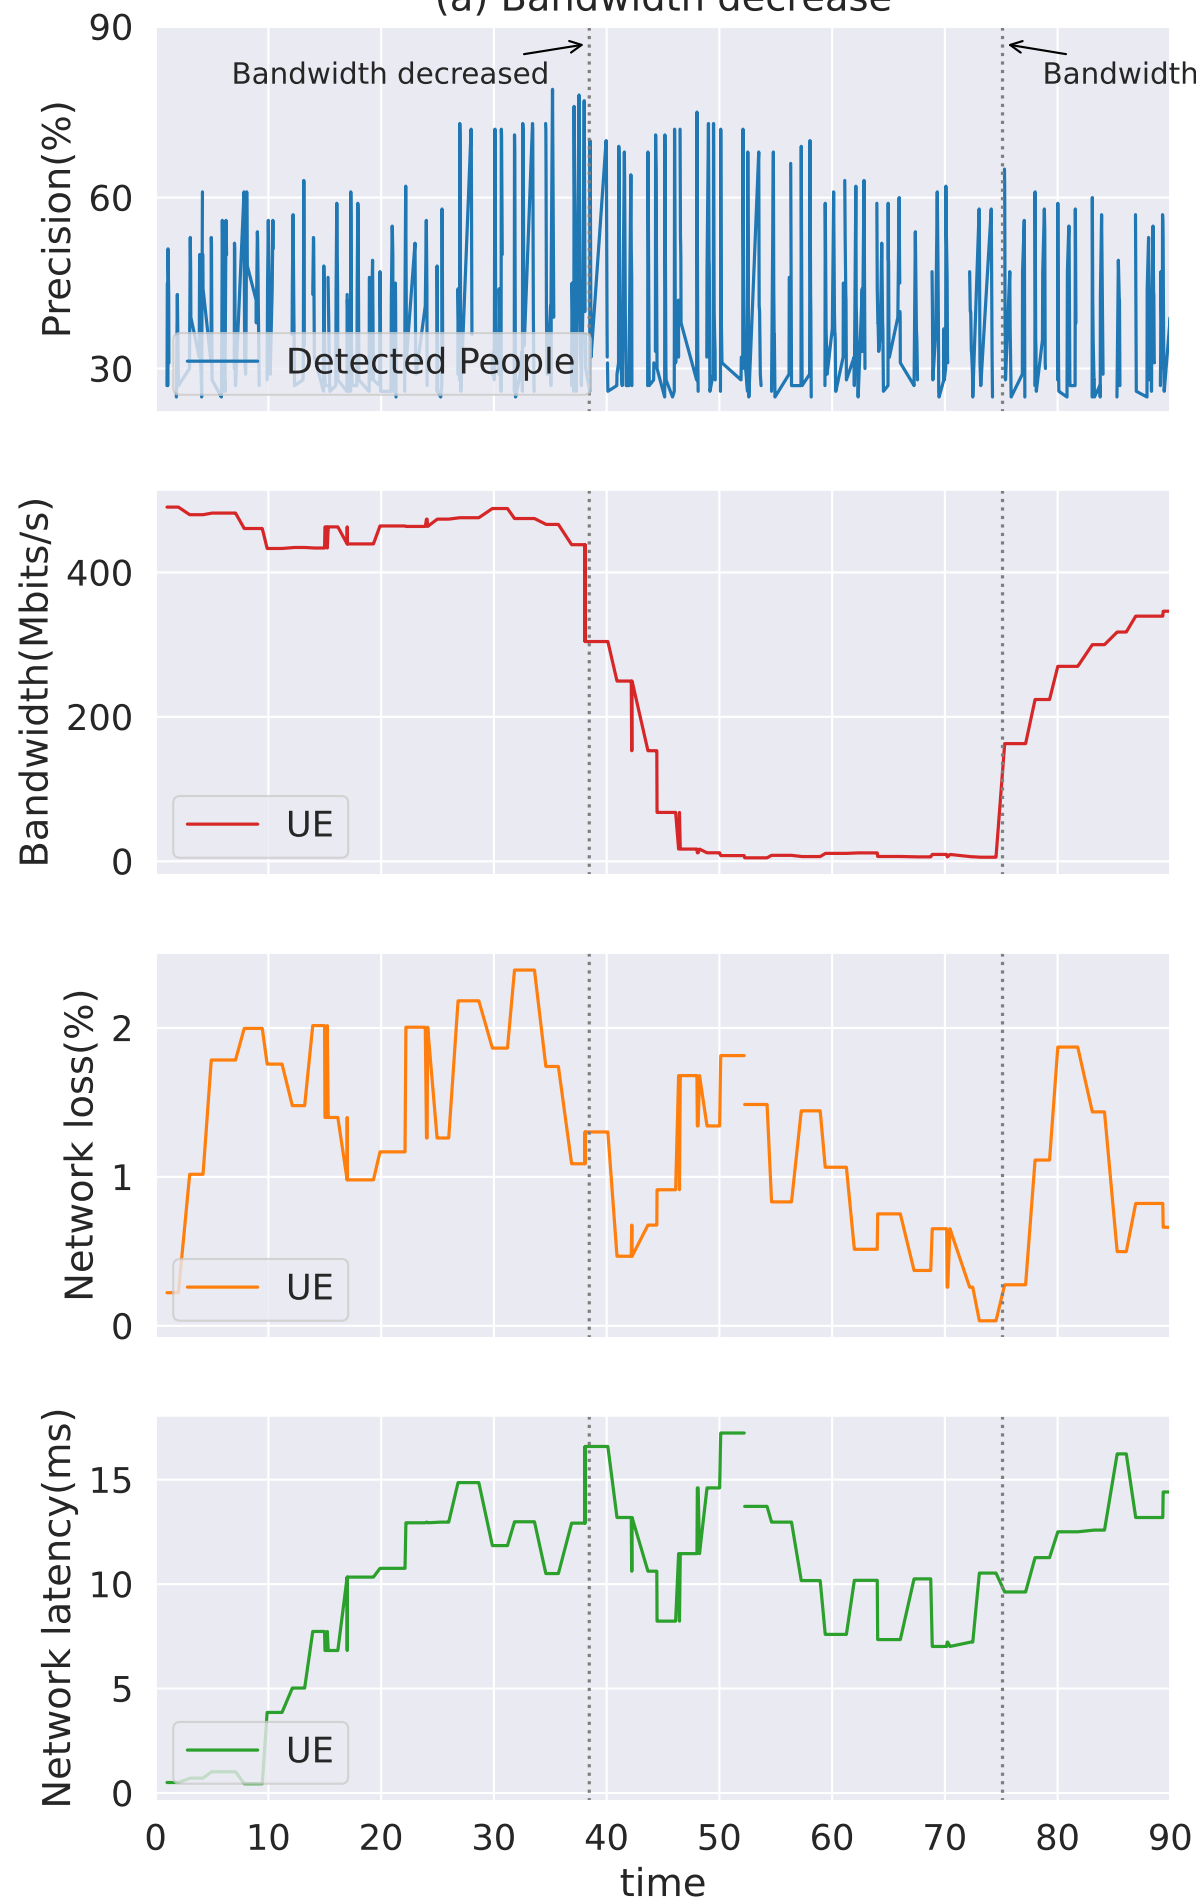 (a) Bandwidth decrease
90
60
30
Precision(%)
Bandwidth decreased
Bandwidth
Detected People
400
200
0
Bandwidth(Mbits/s)
UE
2
1
0
Network loss(%)
UE
15
10
5
0
Network latency(ms)
UE
0 10 20 30 40 50 60 70 80 90
time